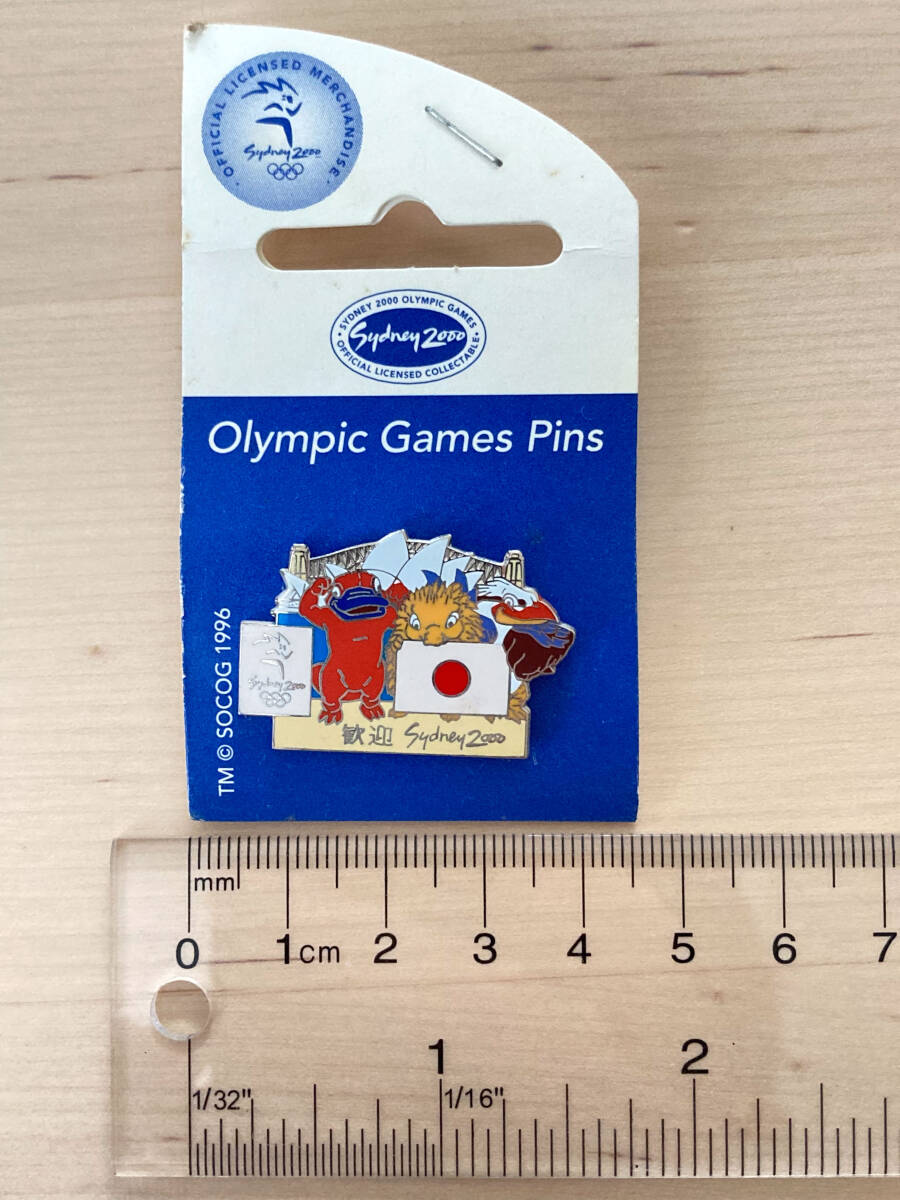 OFFICIAL LICENSED MERCHANDISE
Sydney 2000
SYDNEY 2000 OLYMPIC GAMES
Sydney 2000
OFFICIAL LICENSED COLLECTABLE
Olympic Games Pins
TM © SOCOG 1996
Sydney 2000
歓迎 Sydney 2000
mm
0 1cm 2 3 4 5 6 7
1 2
1/32" 1/16"